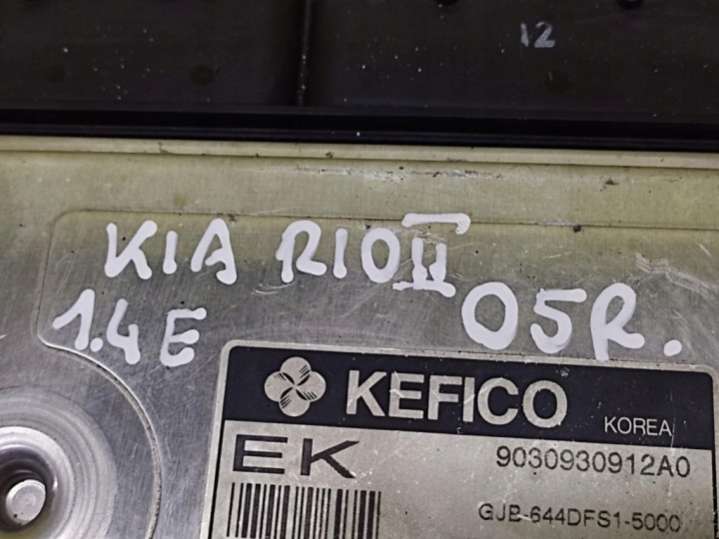 12
KIA RIO II
1.4 E 05R.
KEFICO KOREA
EK 9030930912A0
GJB-644DFS1-5000